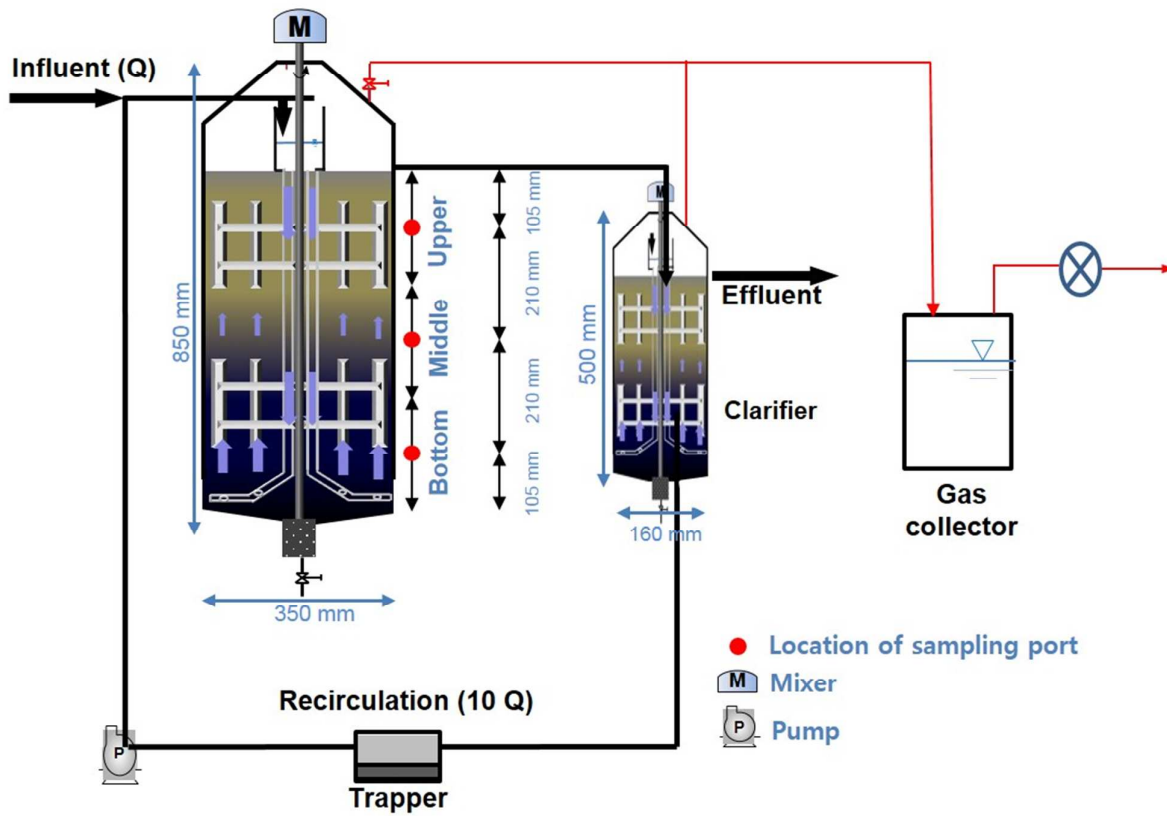 M
Influent (Q)
850 mm
Upper
Middle
Bottom
105 mm
210 mm
210 mm
105 mm
350 mm
M
500 mm
Effluent
Clarifier
160 mm
Gas
collector
Location of sampling port
M
Mixer
P
Pump
Recirculation (10 Q)
P
Trapper